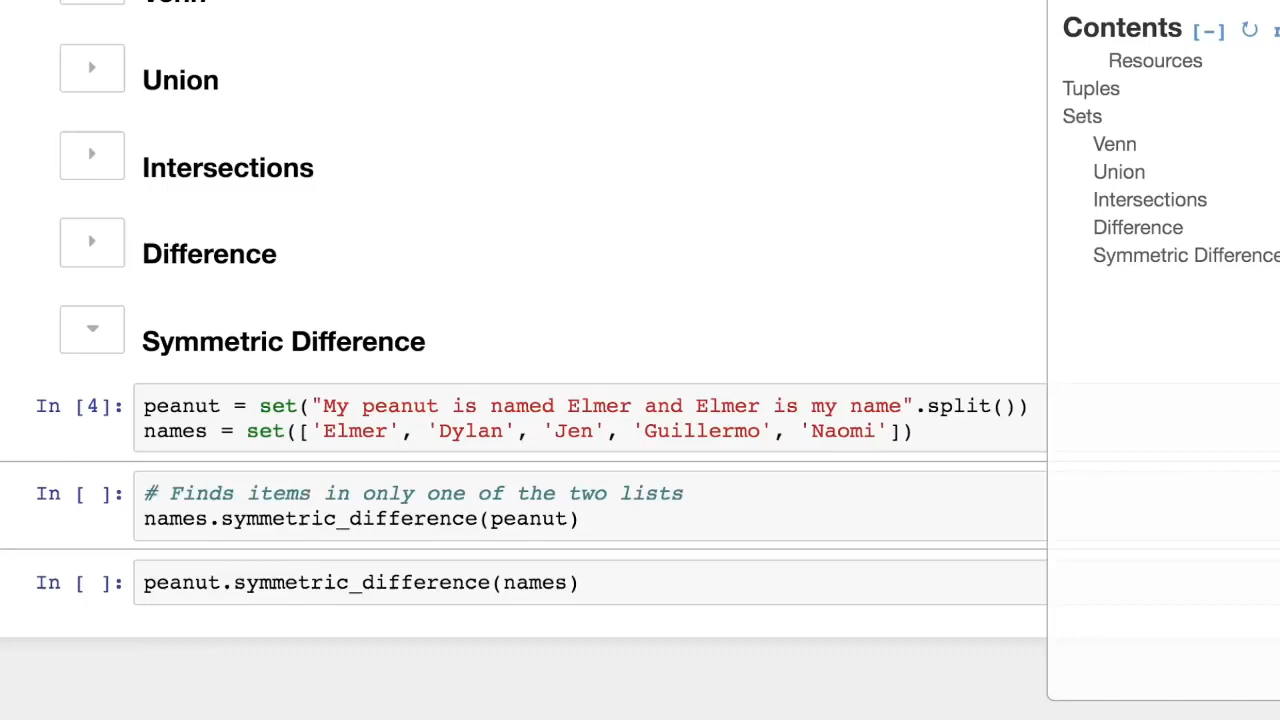 Venn
Union
Intersections
Difference
Symmetric Difference
In [4]: peanut = set("My peanut is named Elmer and Elmer is my name".split())
names = set(['Elmer', 'Dylan', 'Jen', 'Guillermo', 'Naomi'])
In [ ]: # Finds items in only one of the two lists
names.symmetric_difference(peanut)
In [ ]: peanut.symmetric_difference(names)
Contents [-] ↻
Resources
Tuples
Sets
Venn
Union
Intersections
Difference
Symmetric Difference